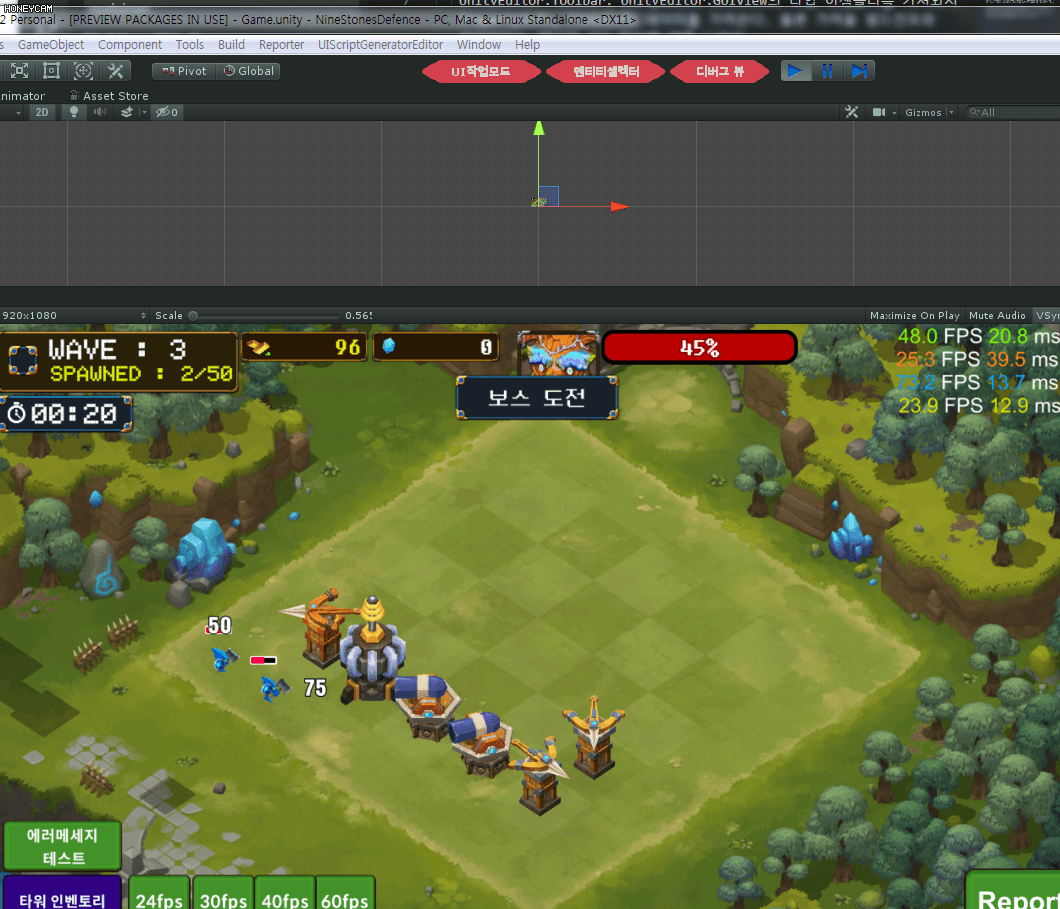 HONEYCAM
2 Personal - [PREVIEW PACKAGES IN USE] - Game.unity - NineStonesDefence - PC, Mac & Linux Standalone <DX11>
s GameObject Component Tools Build Reporter UIScriptGeneratorEditor Window Help
Pivot Global UI작업모드 엔티티셀렉터 디버그 뷰
nimator Asset Store
2D 0 Gizmos All
920x1080 Scale 0.565 Maximize On Play Mute Audio VSyn
WAVE : 3 96 0 45% 48.0 FPS 20.8 ms
SPAWNED : 2/50 25.3 FPS 39.5 ms
73.2 FPS 13.7 ms
00:20 보스 도전 23.9 FPS 12.9 ms
50
75
에러메세지
테스트
타워 인벤토리 24fps 30fps 40fps 60fps Repor